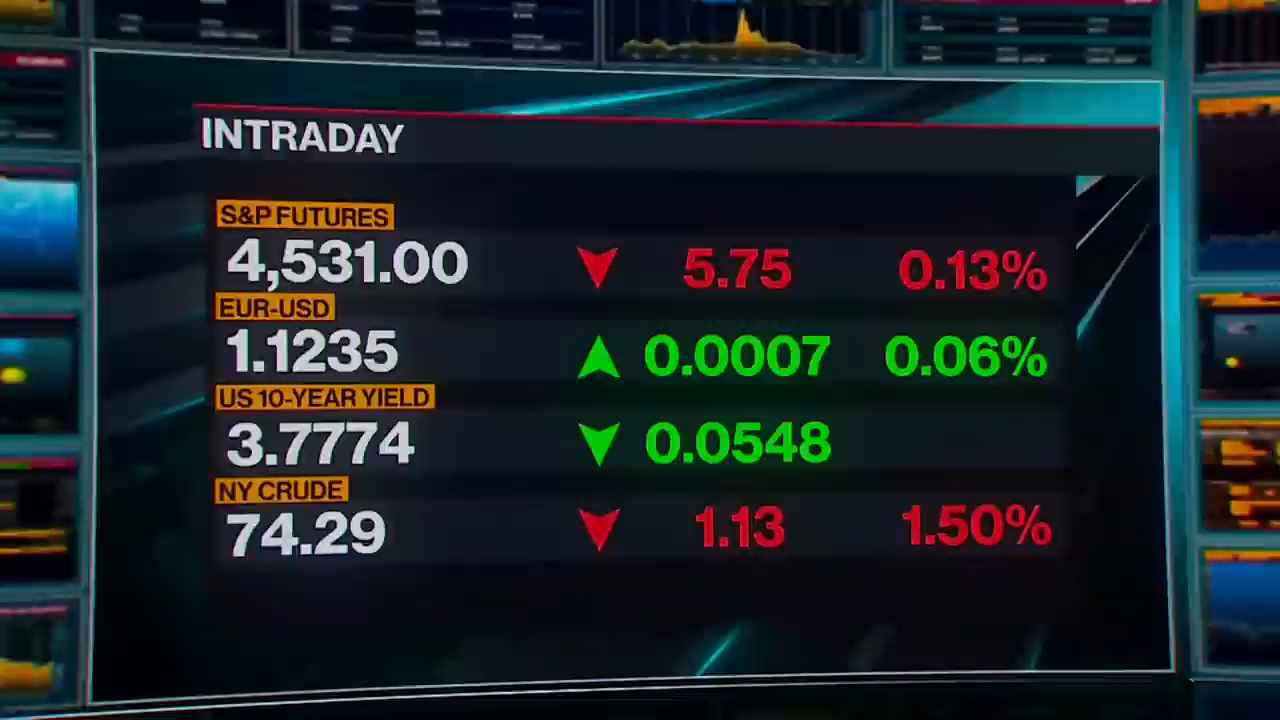 INTRADAY
S&P FUTURES
4,531.00 5.75 0.13%
EUR-USD
1.1235 0.0007 0.06%
US 10-YEAR YIELD
3.7774 0.0548
NY CRUDE
74.29 1.13 1.50%